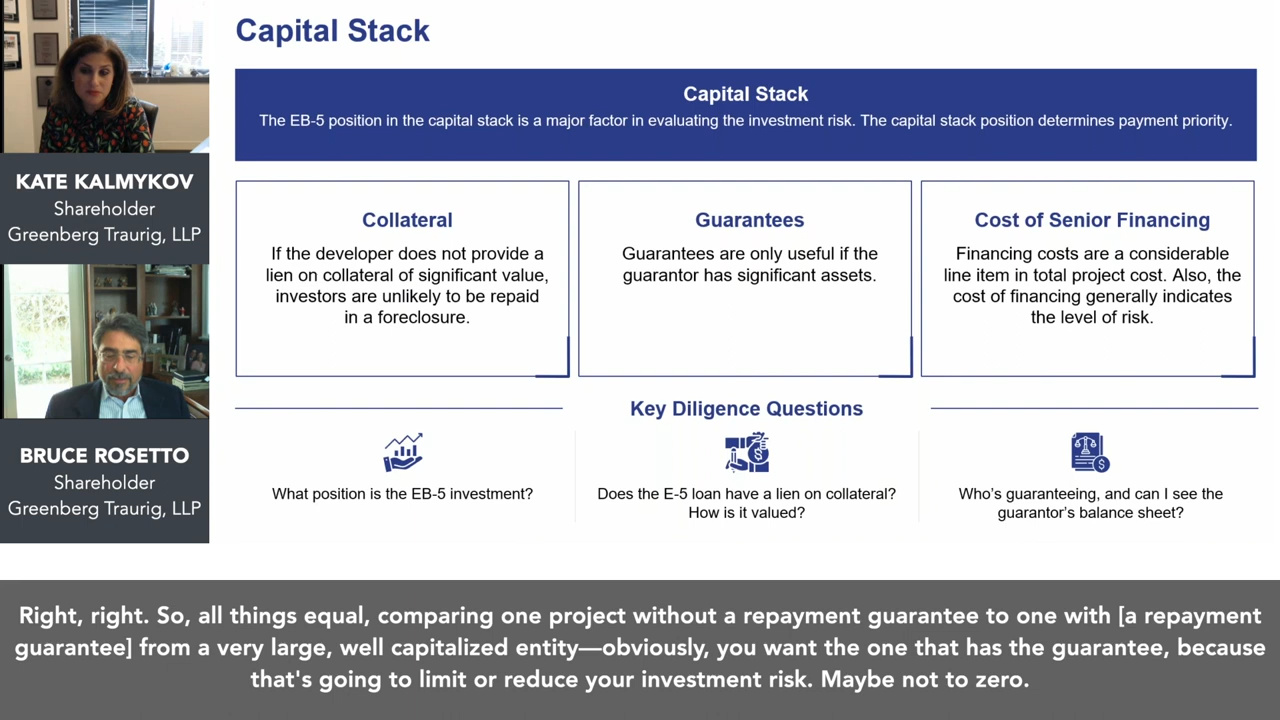 Capital Stack
Capital Stack
The EB-5 position in the capital stack is a major factor in evaluating the investment risk. The capital stack position determines payment priority.
KATE KALMYKOV
Shareholder
Greenberg Traurig, LLP
BRUCE ROSETTO
Shareholder
Greenberg Traurig, LLP
Collateral
If the developer does not provide a
lien on collateral of significant value,
investors are unlikely to be repaid
in a foreclosure.
Guarantees
Guarantees are only useful if the
guarantor has significant assets.
Cost of Senior Financing
Financing costs are a considerable
line item in total project cost. Also, the
cost of financing generally indicates
the level of risk.
Key Diligence Questions
What position is the EB-5 investment?
Does the E-5 loan have a lien on collateral?
How is it valued?
Who's guaranteeing, and can I see the
guarantor's balance sheet?
Right, right. So, all things equal, comparing one project without a repayment guarantee to one with [a repayment
guarantee] from a very large, well capitalized entity—obviously, you want the one that has the guarantee, because
that's going to limit or reduce your investment risk. Maybe not to zero.